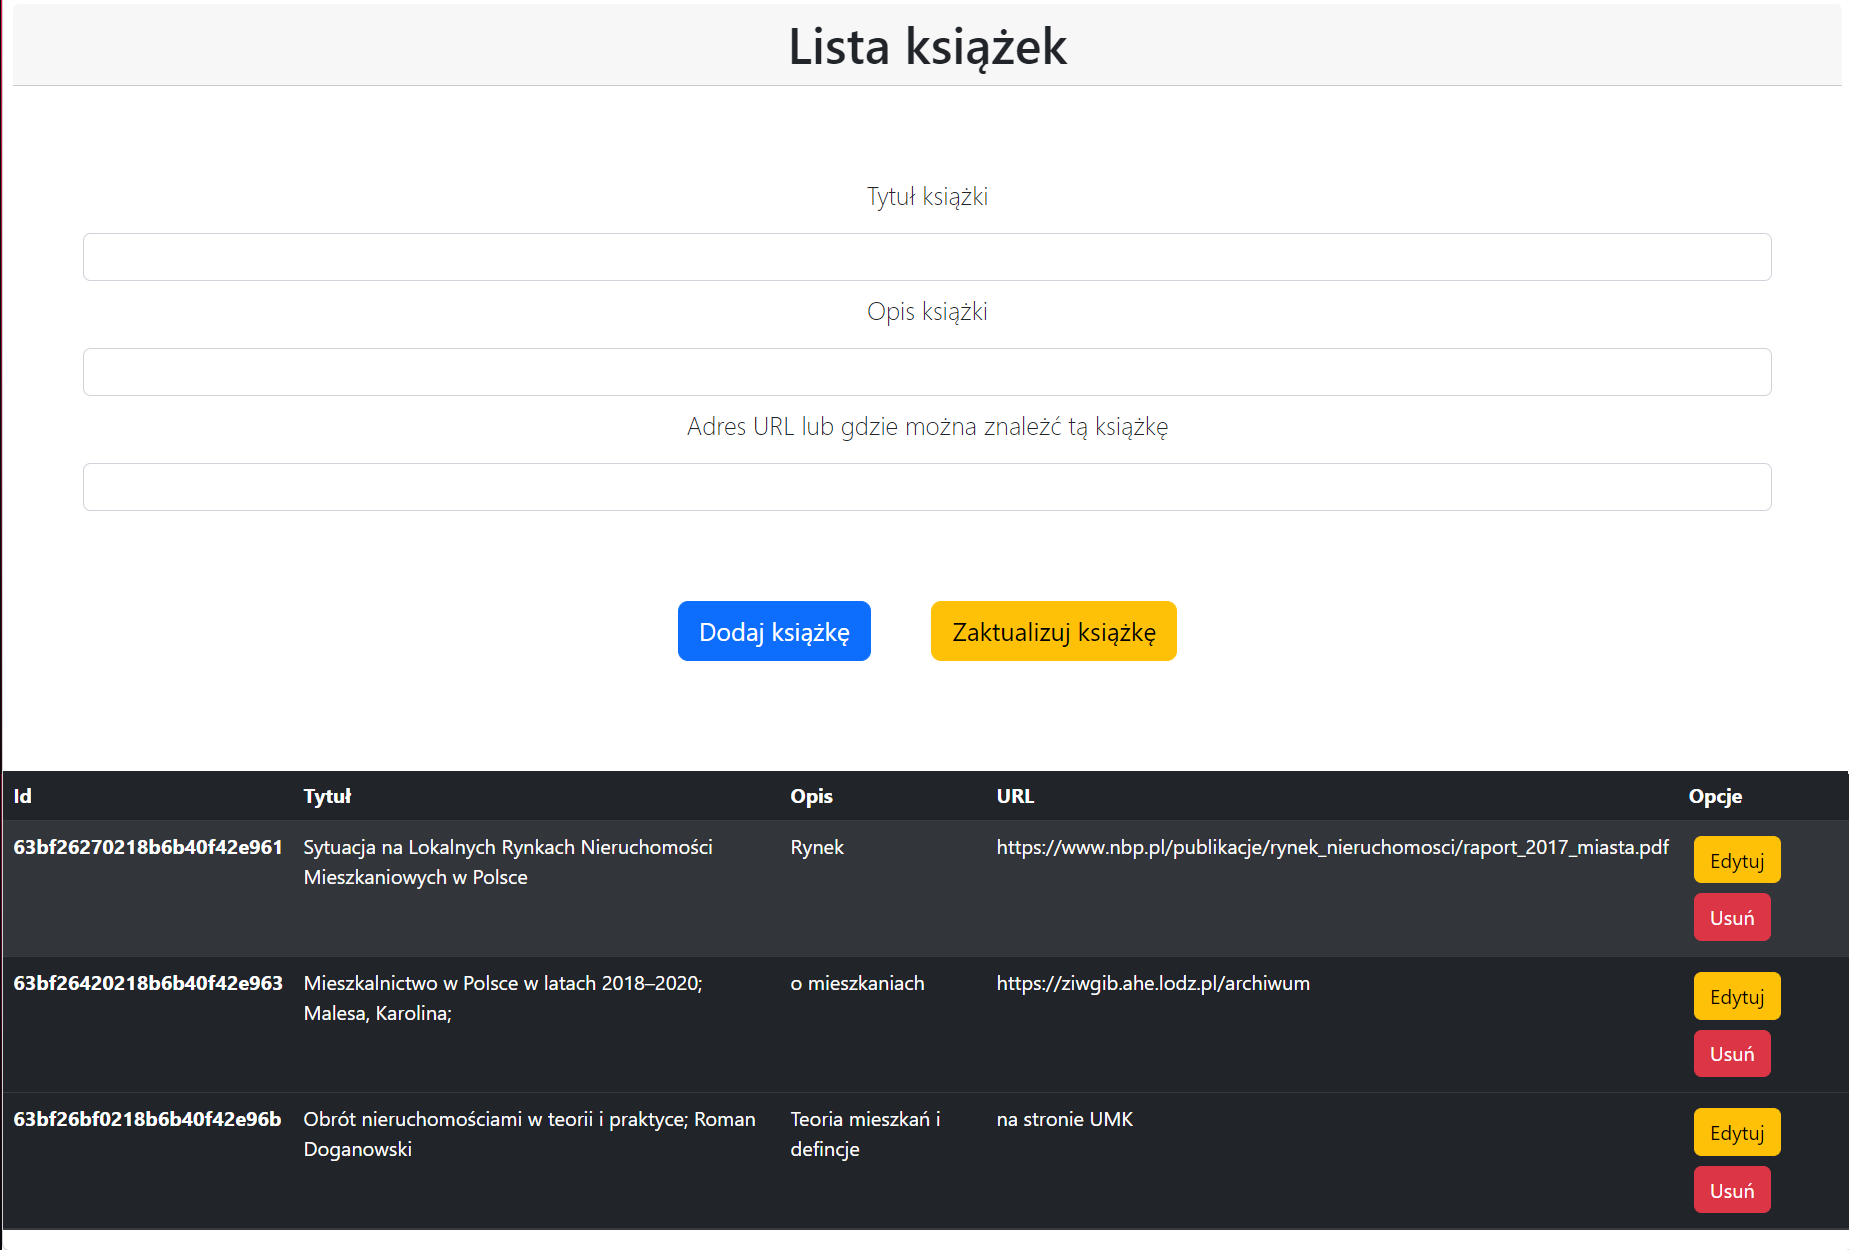 Lista książek
Tytuł książki
Opis książki
Adres URL lub gdzie można znaleźć tą książkę
Dodaj książkę
Zaktualizuj książkę
Id Tytuł Opis URL Opcje
63bf26270218b6b40f42e961 Sytuacja na Lokalnych Rynkach Nieruchomości Rynek https://www.nbp.pl/publikacje/rynek_nieruchomosci/raport_2017_miasta.pdf Edytuj
Mieszkaniowych w Polsce
Usuń
63bf26420218b6b40f42e963 Mieszkalnictwo w Polsce w latach 2018–2020; o mieszkaniach https://ziwgib.ahe.lodz.pl/archiwum Edytuj
Malesa, Karolina;
Usuń
63bf26bf0218b6b40f42e96b Obrót nieruchomościami w teorii i praktyce; Roman Teoria mieszkań i na stronie UMK Edytuj
Doganowski defincje
Usuń